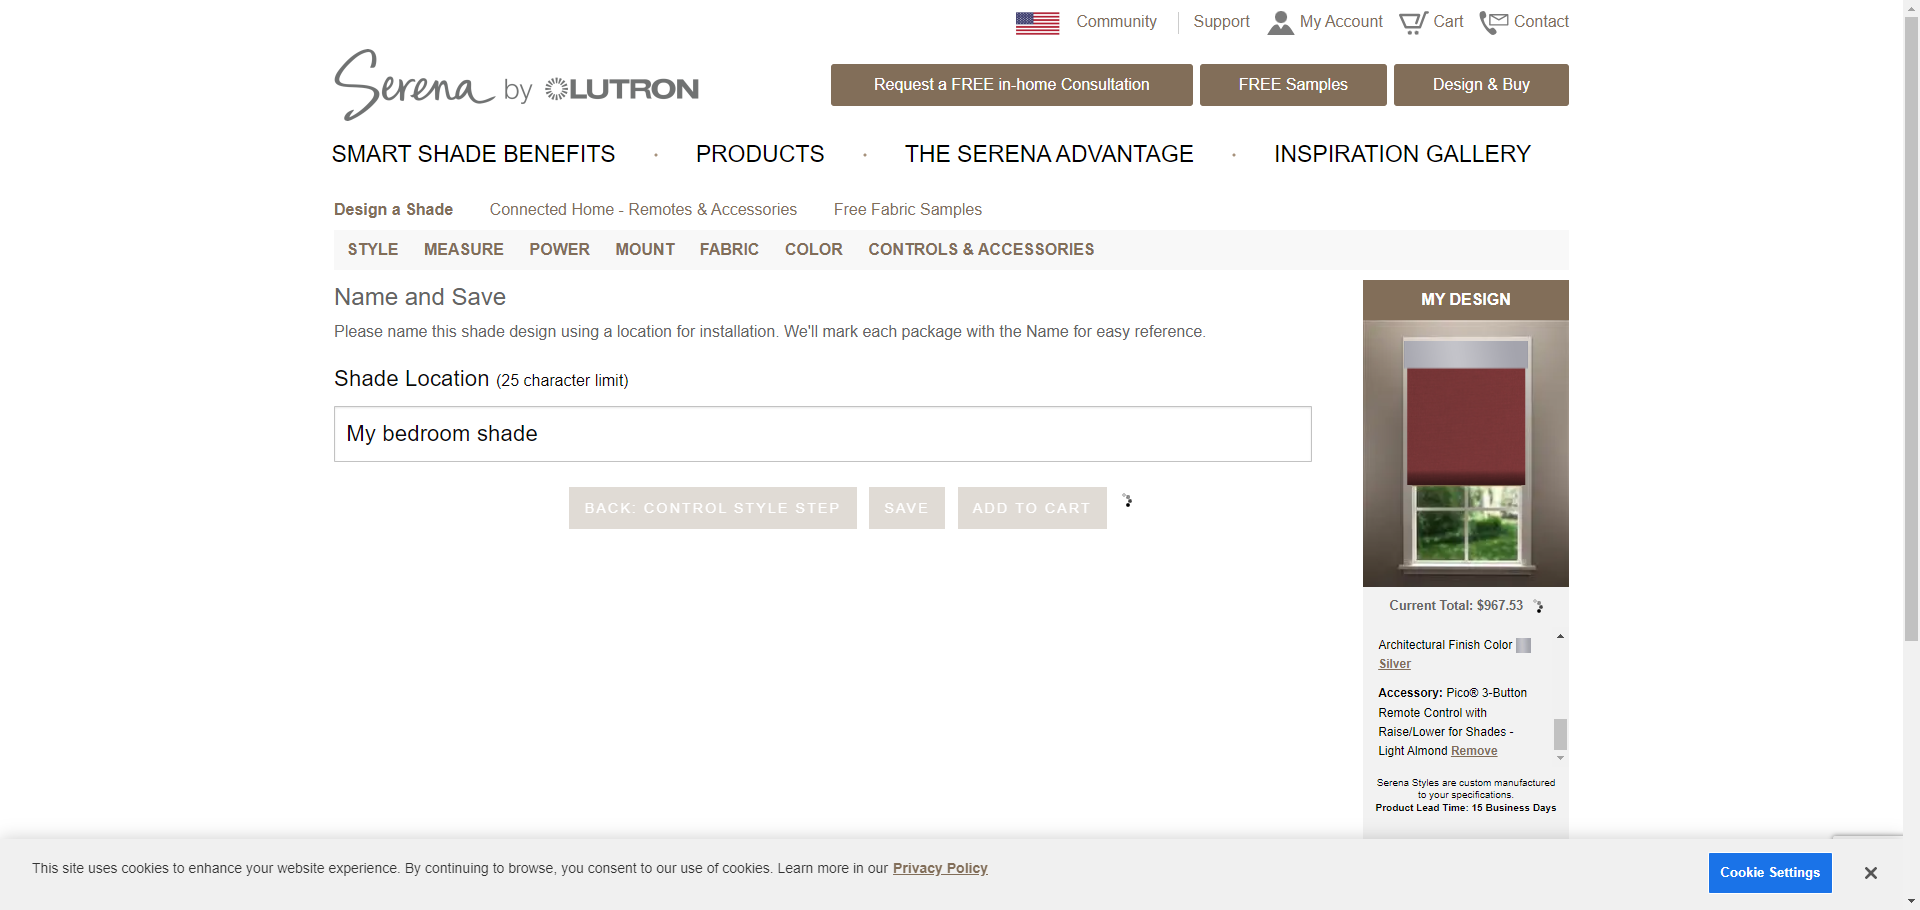 Community
Support
My Account
Cart
Contact
Serena by LUTRON
Request a FREE in-home Consultation
FREE Samples
Design & Buy
SMART SHADE BENEFITS · PRODUCTS · THE SERENA ADVANTAGE · INSPIRATION GALLERY
Design a Shade
Connected Home - Remotes & Accessories
Free Fabric Samples
STYLE MEASURE POWER MOUNT FABRIC COLOR CONTROLS & ACCESSORIES
Name and Save
Please name this shade design using a location for installation. We'll mark each package with the Name for easy reference.
Shade Location (25 character limit)
My bedroom shade
BACK: CONTROL STYLE STEP
SAVE
ADD TO CART
MY DESIGN
Current Total: $967.53
Architectural Finish Color
Silver
Accessory: Pico® 3-Button
Remote Control with
Raise/Lower for Shades -
Light Almond Remove
Serena Styles are custom manufactured
to your specifications.
Product Lead Time: 15 Business Days
This site uses cookies to enhance your website experience. By continuing to browse, you consent to our use of cookies. Learn more in our Privacy Policy
Cookie Settings